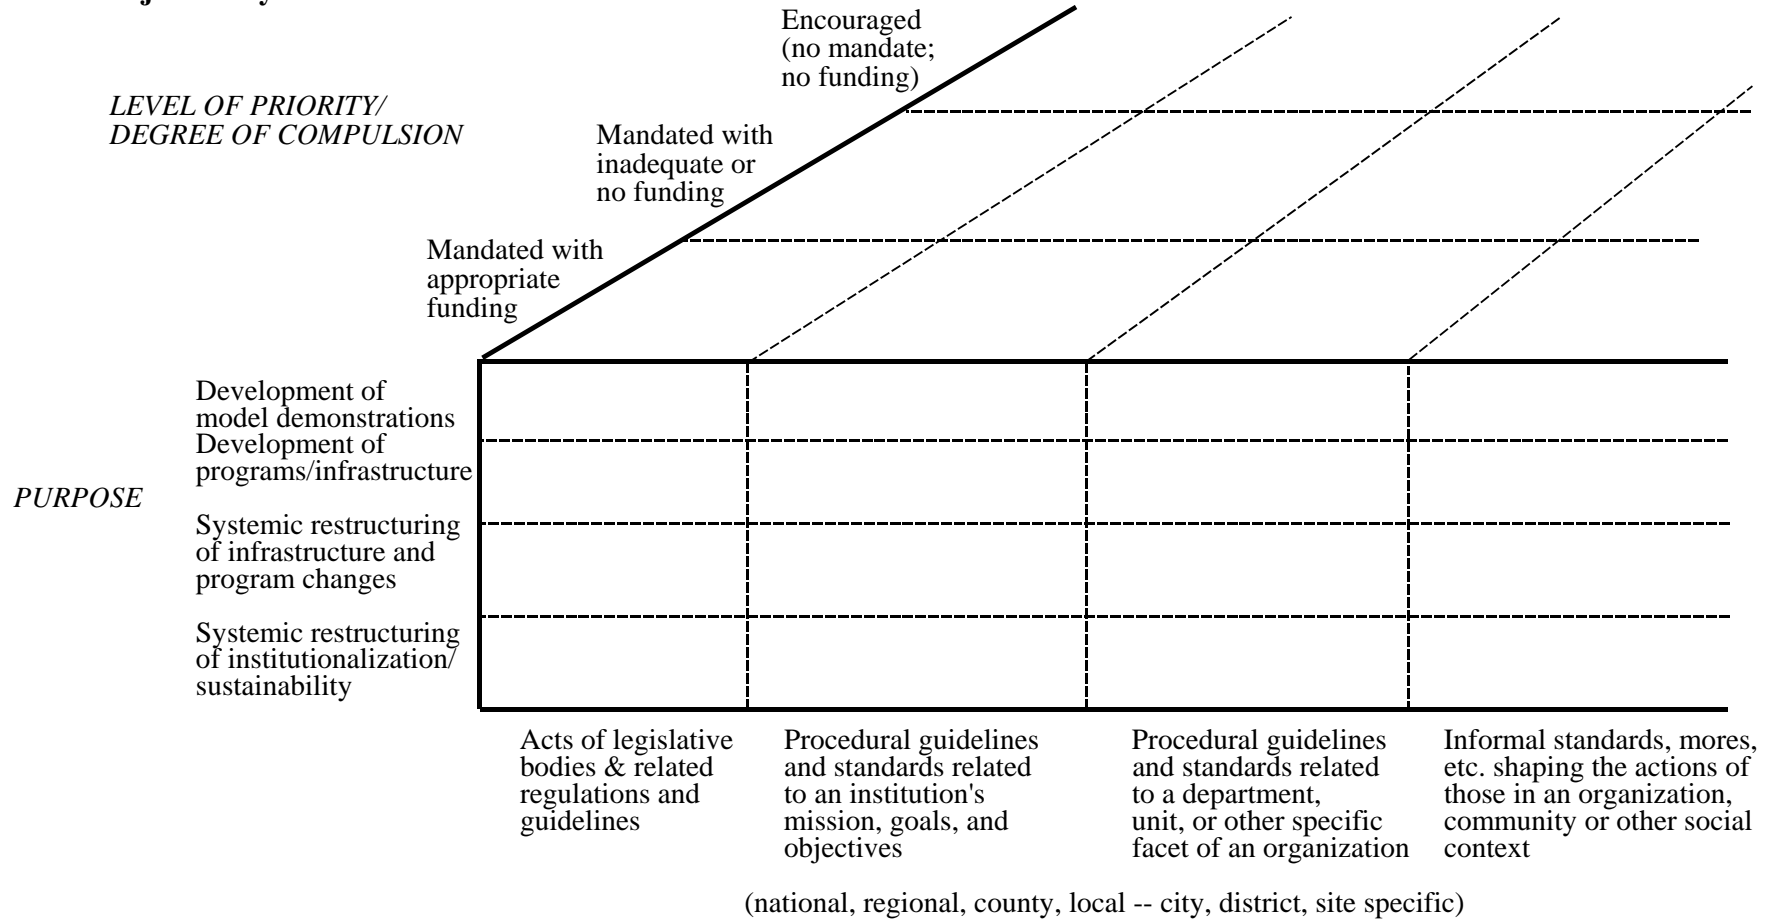 Encouraged
(no mandate;
no funding)
LEVEL OF PRIORITY/
DEGREE OF COMPULSION
Mandated with
inadequate or
no funding
Mandated with
appropriate
funding
Development of
model demonstrations
Development of
programs/infrastructure
PURPOSE
Systemic restructuring
of infrastructure and
program changes
Systemic restructuring
of institutionalization/
sustainability
Acts of legislative
bodies & related
regulations and
guidelines
Procedural guidelines
and standards related
to an institution's
mission, goals, and
objectives
Procedural guidelines
and standards related
to a department,
unit, or other specific
facet of an organization
Informal standards, mores,
etc. shaping the actions of
those in an organization,
community or other social
context
(national, regional, county, local -- city, district, site specific)